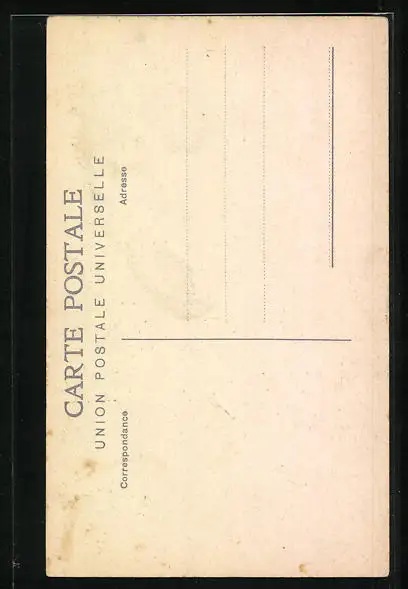 CARTE POSTALE
UNION POSTALE UNIVERSELLE
Correspondance
Adresse